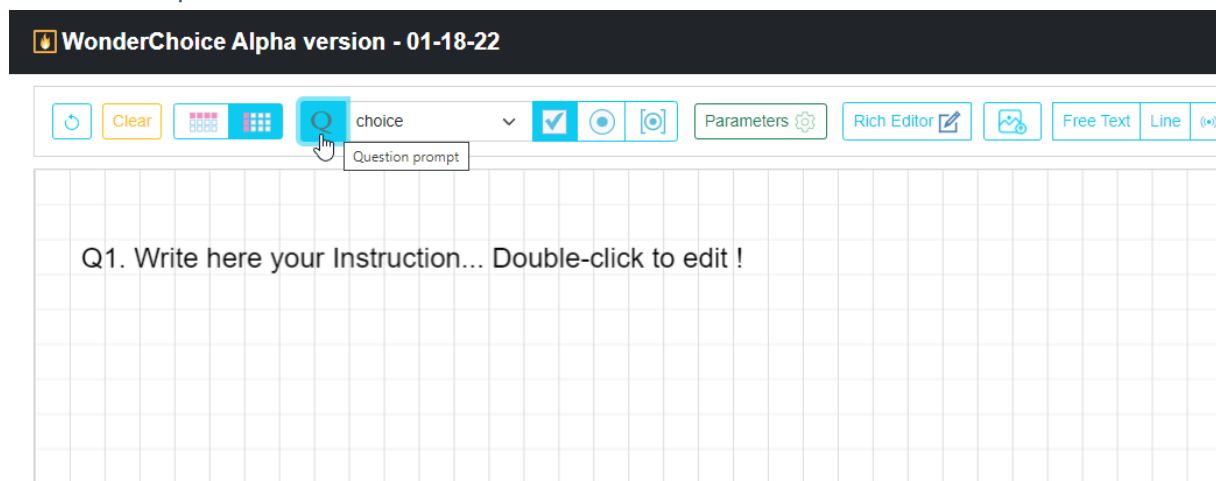 WonderChoice Alpha version - 01-18-22
Clear Q choice Parameters Rich Editor Free Text Line
Question prompt
Q1. Write here your Instruction... Double-click to edit !